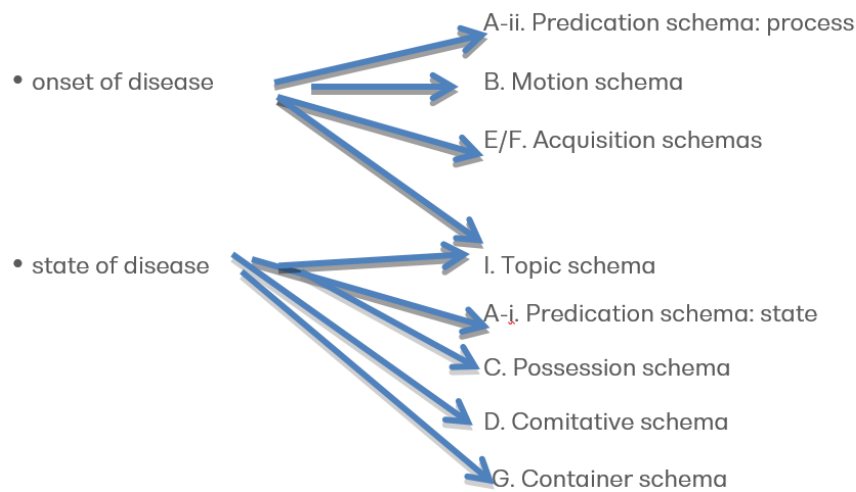 A-ii. Predication schema: process
• onset of disease
B. Motion schema
E/F. Acquisition schemas
• state of disease
I. Topic schema
A-i. Predication schema: state
C. Possession schema
D. Comitative schema
G. Container schema